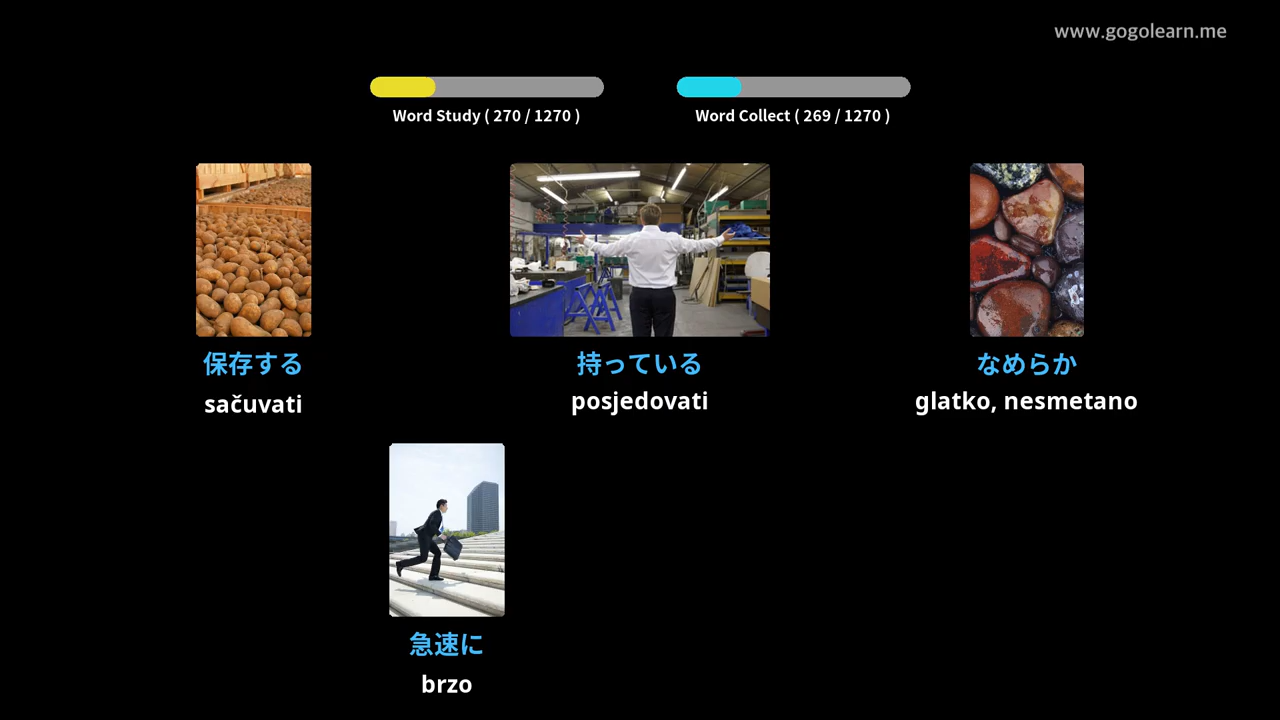 www.gogolearn.me
Word Study ( 270 / 1270 )
Word Collect ( 269 / 1270 )
保存する
sačuvati
持っている
posjedovati
なめらか
glatko, nesmetano
急速に
brzo